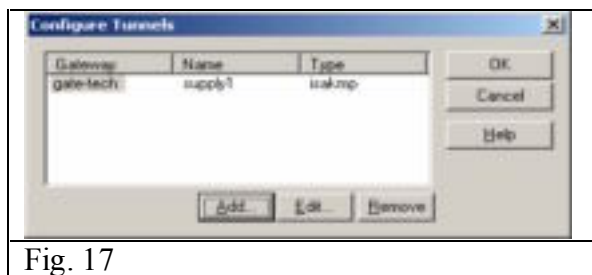 Configure Tunnels
Gateway Name Type OK
gate-tech supply1 isakmp Cancel
Help
Add... Edit... Remove
Fig. 17